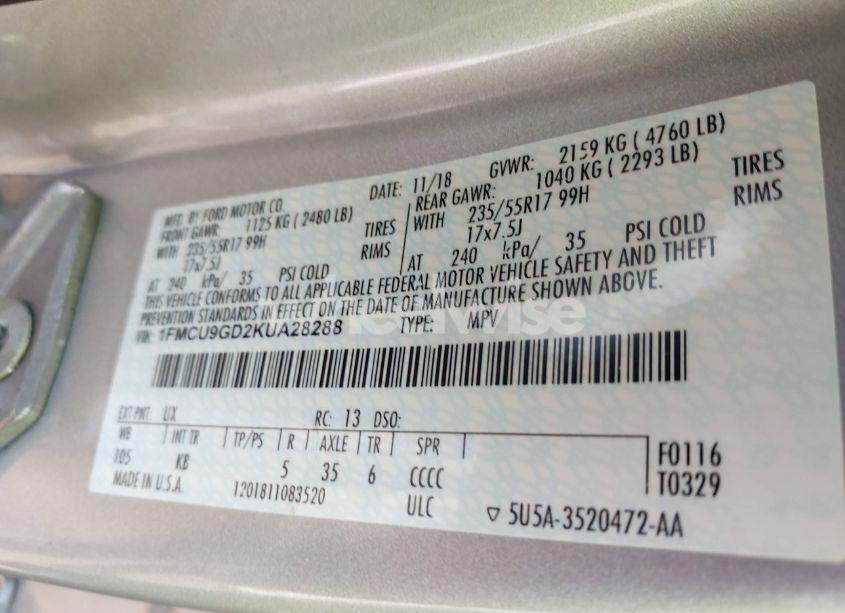 MFD. BY FORD MOTOR CO. DATE: 11/18 GVWR: 2159 KG ( 4760 LB)
FRONT GAWR: 1125 KG ( 2480 LB) REAR GAWR: 1040 KG ( 2293 LB)
WITH 235/55R17 99H TIRES WITH 235/55R17 99H TIRES
17x7.5J RIMS 17x7.5J RIMS
AT 240 kPa/ 35 PSI COLD AT 240 kPa/ 35 PSI COLD
THIS VEHICLE CONFORMS TO ALL APPLICABLE FEDERAL MOTOR VEHICLE SAFETY AND THEFT
PREVENTION STANDARDS IN EFFECT ON THE DATE OF MANUFACTURE SHOWN ABOVE.
VIN: 1FMCU9GD2KUA28288 TYPE: MPV
EXT PNT: UX RC: 13 DSO:
WB INT TR TP/PS R AXLE TR SPR F0116
105 KB 5 35 6 CCCC T0329
MADE IN U.S.A. 1201811083520 ULC ▽ 5U5A-3520472-AA